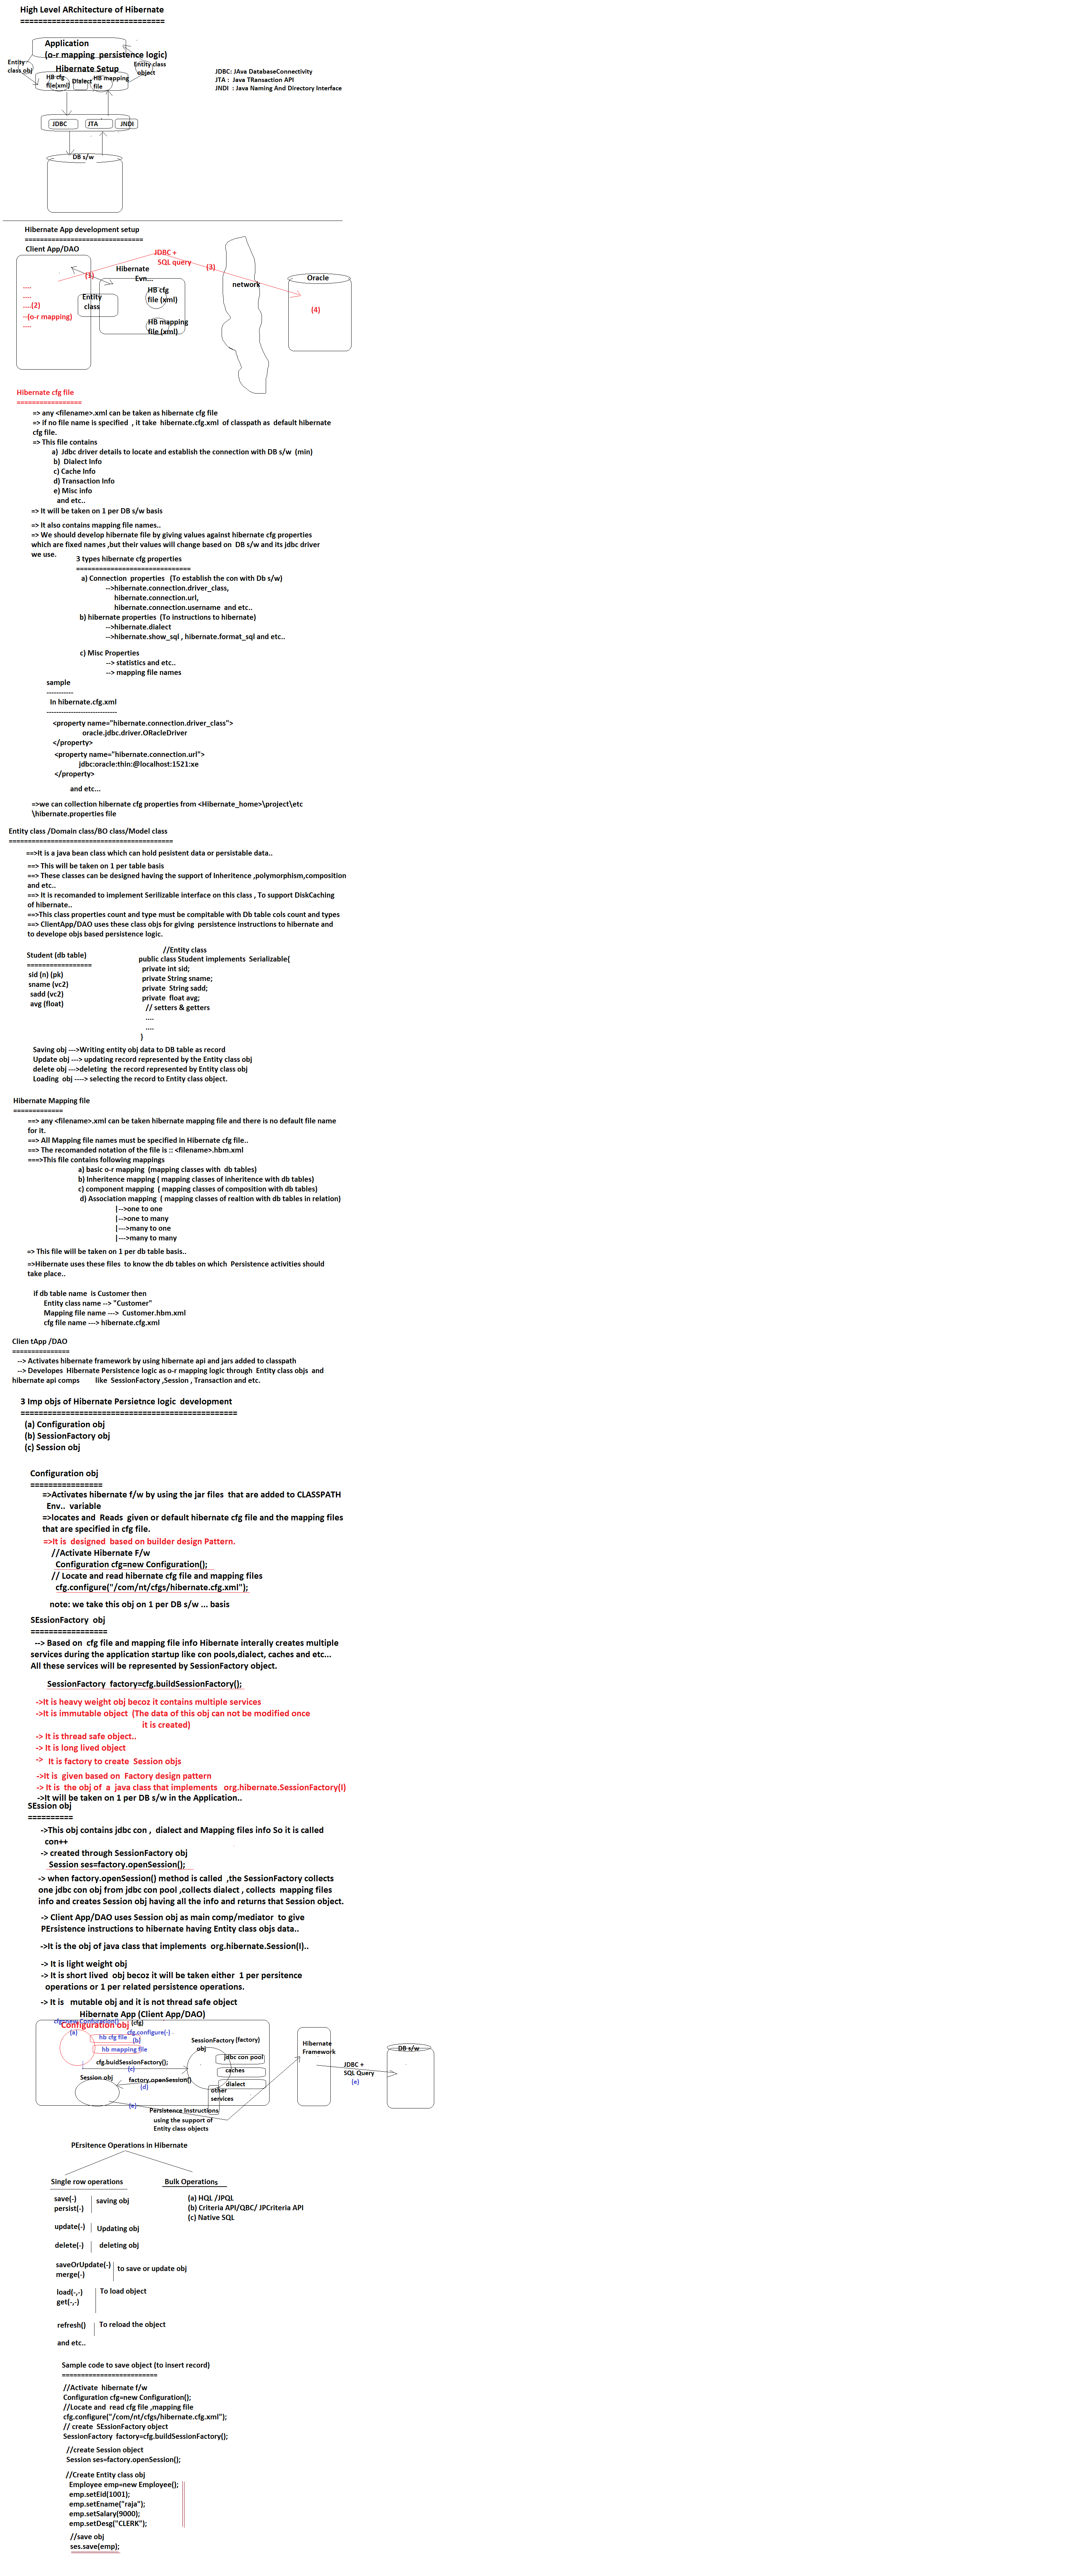 High Level ARchitecture of Hibernate
================================
Application
(o-r mapping persistence logic)
Entity
class obj
Entity class
object
Hibernate Setup
HB cfg
file(xml)
Dialect
HB mapping
file
JDBC: JAva DatabaseConnectivity
JTA : Java TRansaction API
JNDI : Java Naming And Directory Interface
JDBC
JTA
JNDI
DB s/w
Hibernate App development setup
================================
Client App/DAO
JDBC +
SQL query
(3)
(3)
Hibernate
Evn...
network
Oracle
....
....
....(2)
--(o-r mapping)
....
Entity
class
HB cfg
file (xml)
HB mapping
file (xml)
(4)
Hibernate cfg file
=================
=> any <filename>.xml can be taken as hibernate cfg file
=> If no file name is specified , it take hibernate.cfg.xml of classpath as default hibernate
cfg file.
=> This file contains
a) Jdbc driver details to locate and establish the connection with DB s/w (min)
b) Dialect Info
c) Cache Info
d) Transaction Info
e) Misc info
and etc..
=> It will be taken on 1 per DB s/w basis
=> It also contains mapping file names..
=> We should develop hibernate file by giving values against hibernate cfg properties
which are fixed names ,but their values will change based on DB s/w and its jdbc driver
we use.
3 types hibernate cfg properties
==============================
a) Connection properties (To establish the con with Db s/w)
-->hibernate.connection.driver_class,
hibernate.connection.url,
hibernate.connection.username and etc..
b) hibernate properties (To instructions to hibernate)
-->hibernate.dialect
-->hibernate.show_sql , hibernate.format_sql and etc..
c) Misc Properties
--> statistics and etc..
--> mapping file names
sample
-----------
In hibernate.cfg.xml
-----------------------------
<property name="hibernate.connection.driver_class">
oracle.jdbc.driver.ORacleDriver
</property>
<property name="hibernate.connection.url">
jdbc:oracle:thin:@localhost:1521:xe
</property>
and etc...
=>we can collection hibernate cfg properties from <Hibernate_home>\project\etc
\hibernate.properties file
Entity class /Domain class/BO class/Model class
============================================
==>It is a java bean class which can hold pesistent data or persistable data..
==> This will be taken on 1 per table basis
==> These classes can be designed having the support of Inheritence ,polymorphism,composition
and etc..
==> It is recomanded to implement Serilizable interface on this class , To support DiskCaching
of hibernate..
==>This class properties count and type must be compitable with Db table cols count and types
==> ClientApp/DAO uses these class objs for giving persistence instructions to hibernate and
to develope objs based persistence logic.
Student (db table)
=================
sid (n) (pk)
sname (vc2)
sadd (vc2)
avg (float)
//Entity class
public class Student implements Serializable{
private int sid;
private String sname;
private String sadd;
private float avg;
// setters & getters
....
....
}
Saving obj --->Writing entity obj data to DB table as record
Update obj ---> updating record represented by the Entity class obj
delete obj --->deleting the record represented by Entity class obj
Loading obj ----> selecting the record to Entity class object.
Hibernate Mapping file
=============
==> any <filename>.xml can be taken hibernate mapping file and there is no default file name
for it.
==> All Mapping file names must be specified in Hibernate cfg file..
==> The recomanded notation of the file is :: <filename>.hbm.xml
===>This file contains following mappings
a) basic o-r mapping (mapping classes with db tables)
b) Inheritence mapping ( mapping classes of inheritence with db tables)
c) component mapping ( mapping classes of composition with db tables)
d) Association mapping ( mapping classes of realtion with db tables in relation)
|-->one to one
|-->one to many
|--->many to one
|--->many to many
=> This file will be taken on 1 per db table basis..
=>Hibernate uses these files to know the db tables on which Persistence activities should
take place..
if db table name is Customer then
Entity class name --> "Customer"
Mapping file name ---> Customer.hbm.xml
cfg file name ---> hibernate.cfg.xml
Clien tApp /DAO
===============
--> Activates hibernate framework by using hibernate api and jars added to classpath
--> Developes Hibernate Persistence logic as o-r mapping logic through Entity class objs and
hibernate api comps like SessionFactory ,Session , Transaction and etc.
3 Imp objs of Hibernate Persietnce logic development
================================================
(a) Configuration obj
(b) SessionFactory obj
(c) Session obj
Configuration obj
================
=>Activates hibernate f/w by using the jar files that are added to CLASSPATH
Env.. variable
=>locates and Reads given or default hibernate cfg file and the mapping files
that are specified in cfg file.
=>It is designed based on builder design Pattern.
//Activate Hibernate F/w
Configuration cfg=new Configuration();
// Locate and read hibernate cfg file and mapping files
cfg.configure("/com/nt/cfgs/hibernate.cfg.xml");
note: we take this obj on 1 per DB s/w ... basis
SEssionFactory obj
=================
--> Based on cfg file and mapping file info Hibernate interally creates multiple
services during the application startup like con pools,dialect, caches and etc...
All these services will be represented by SessionFactory object.
SessionFactory factory=cfg.buildSessionFactory();
->It is heavy weight obj becoz it contains multiple services
->It is immutable object (The data of this obj can not be modified once
it is created)
-> It is thread safe object..
-> It is long lived object
-> It is factory to create Session objs
->It is given based on Factory design pattern
-> It is the obj of a java class that implements org.hibernate.SessionFactory(I)
->It will be taken on 1 per DB s/w in the Application..
SEssion obj
==========
->This obj contains jdbc con , dialect and Mapping files info So it is called
con++
-> created through SessionFactory obj
Session ses=factory.openSession();
-> when factory.openSession() method is called ,the SessionFactory collects
one jdbc con obj from jdbc con pool ,collects dialect , collects mapping files
info and creates Session obj having all the info and returns that Session object.
-> Client App/DAO uses Session obj as main comp/mediator to give
PErsistence instructions to hibernate having Entity class objs data..
->It is the obj of java class that implements org.hibernate.Session(I)..
-> It is light weight obj
-> It is short lived obj becoz it will be taken either 1 per persitence
operations or 1 per related persistence operations.
-> It is mutable obj and it is not thread safe object
Hibernate App (Client App/DAO)
Configuration obj (cfg)
(a)
cfg.configure(-)
(b)
hb cfg file
hb mapping file
cfg.buidSessionFactory();
(c)
SessionFactory (factory)
obj
jdbc con pool
caches
dialect
other
services
Session obj
factory.openSession()
(d)
(e)
Persistence Instructions
using the support of
Entity class objects
Hibernate
Framework
JDBC +
SQL Query
(e)
DB s/w
PErsitence Operations in Hibernate
Single row operations
Bulk Operations
save(-)
persist(-)
saving obj
(a) HQL /JPQL
(b) Criteria API/QBC/ JPCriteria API
(c) Native SQL
update(-)
Updating obj
delete(-)
deleting obj
saveOrUpdate(-)
merge(-)
to save or update obj
load(-,-)
get(-,-)
To load object
refresh()
To reload the object
and etc..
Sample code to save object (to insert record)
=========================
//Activate hibernate f/w
Configuration cfg=new Configuration();
//Locate and read cfg file ,mapping file
cfg.configure("/com/nt/cfgs/hibernate.cfg.xml");
// create SEssionFactory object
SessionFactory factory=cfg.buildSessionFactory();
//create Session object
Session ses=factory.openSession();
//Create Entity class obj
Employee emp=new Employee();
emp.setEid(1001);
emp.setEname("raja");
emp.setSalary(9000);
emp.setDesg("CLERK");
//save obj
ses.save(emp);